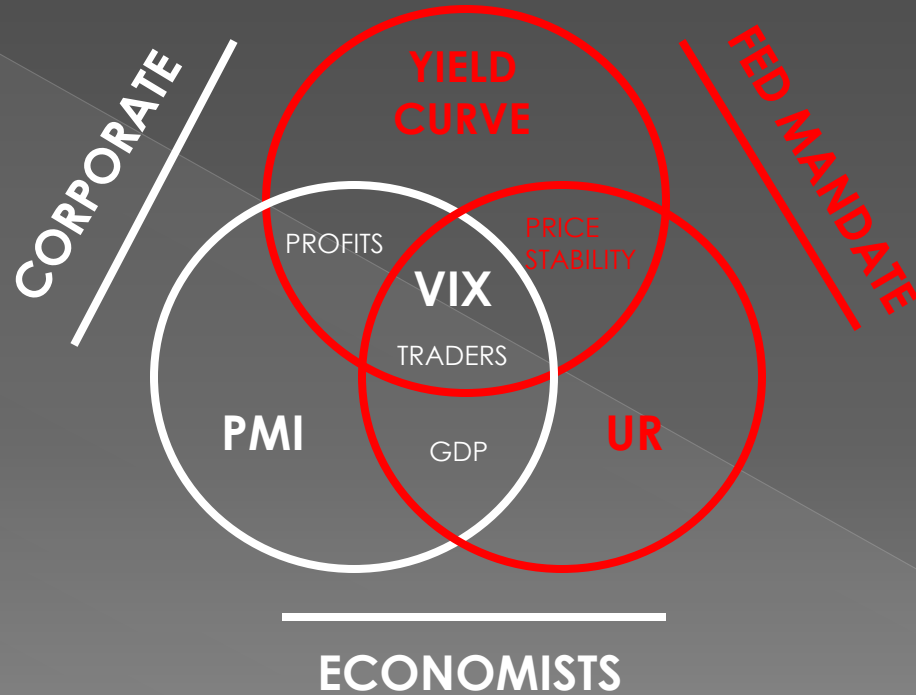 YIELD
CURVE
CORPORATE
FED MANDATE
PROFITS
PRICE
STABILITY
VIX
TRADERS
PMI
GDP
UR
ECONOMISTS